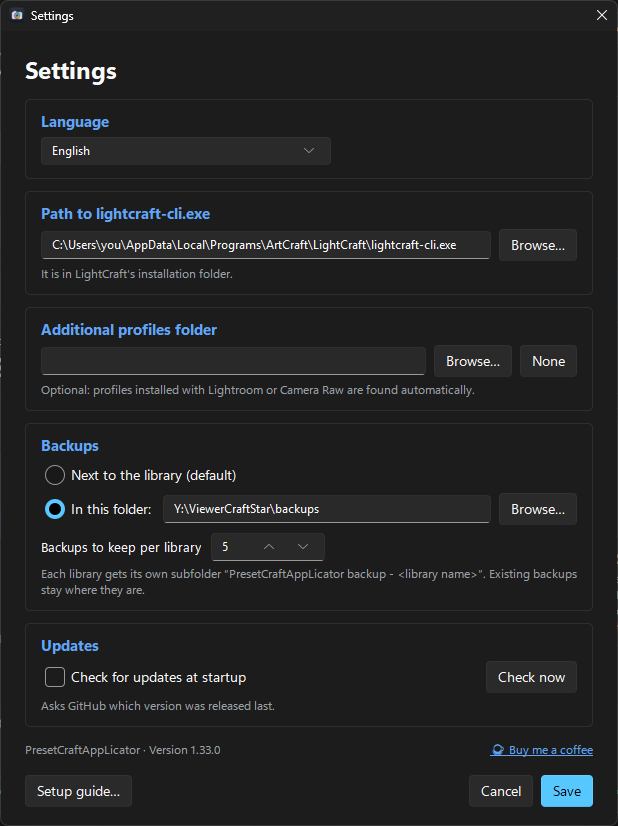 Settings
Settings
Language
English
Path to lightcraft-cli.exe
C:\Users\you\AppData\Local\Programs\ArtCraft\LightCraft\lightcraft-cli.exe
Browse...
It is in LightCraft's installation folder.
Additional profiles folder
Browse...
None
Optional: profiles installed with Lightroom or Camera Raw are found automatically.
Backups
Next to the library (default)
In this folder:
Y:\ViewerCraftStar\backups
Browse...
Backups to keep per library
5
Each library gets its own subfolder "PresetCraftAppLicator backup - <library name>". Existing backups
stay where they are.
Updates
Check for updates at startup
Check now
Asks GitHub which version was released last.
PresetCraftAppLicator · Version 1.33.0
Buy me a coffee
Setup guide...
Cancel
Save